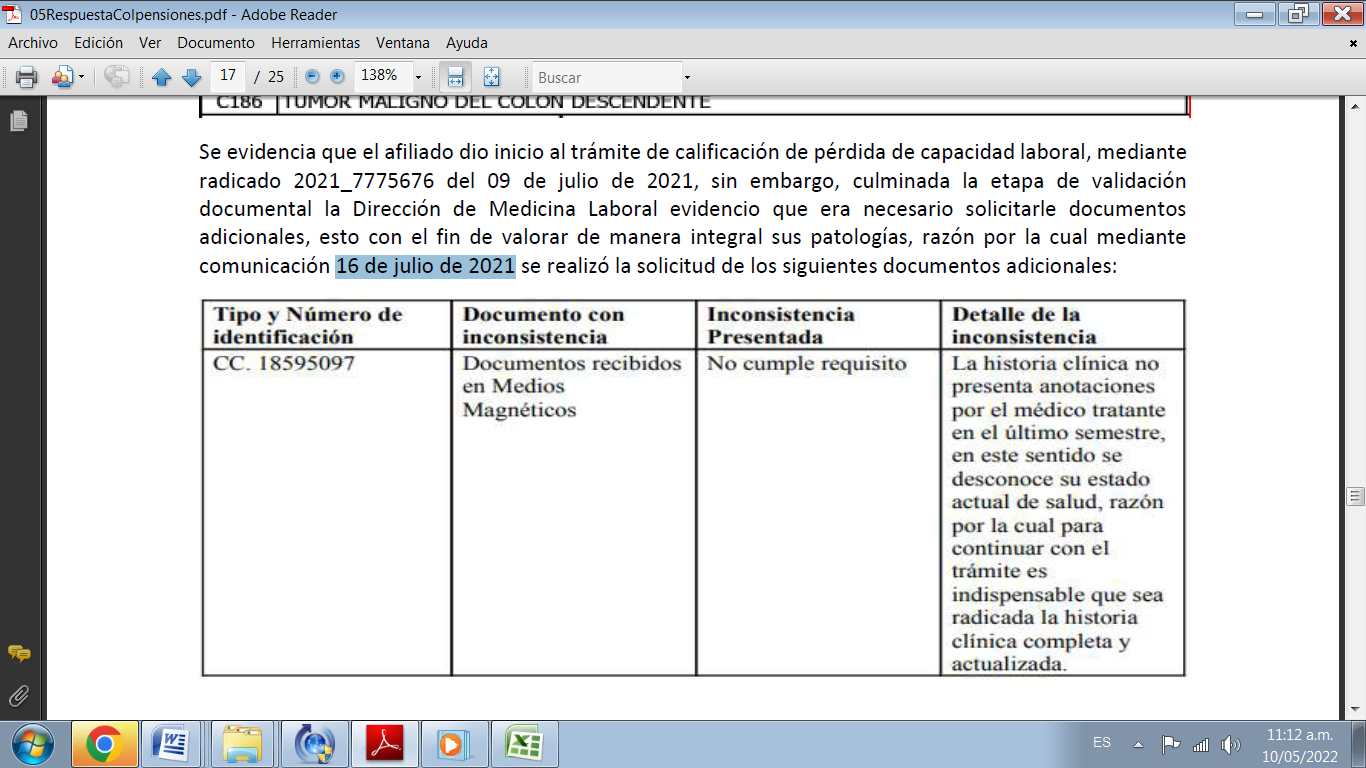 05RespuestaColpensiones.pdf - Adobe Reader
Archivo Edición Ver Documento Herramientas Ventana Ayuda
17 / 25 138% Buscar
C186 TUMOR MALIGNO DEL COLON DESCENDENTE
Se evidencia que el afiliado dio inicio al trámite de calificación de pérdida de capacidad laboral, mediante
radicado 2021_7775676 del 09 de julio de 2021, sin embargo, culminada la etapa de validación
documental la Dirección de Medicina Laboral evidencio que era necesario solicitarle documentos
adicionales, esto con el fin de valorar de manera integral sus patologías, razón por la cual mediante
comunicación 16 de julio de 2021 se realizó la solicitud de los siguientes documentos adicionales:
Tipo y Número de
identificación
Documento con
inconsistencia
Inconsistencia
Presentada
Detalle de la
inconsistencia
CC. 18595097
Documentos recibidos
en Medios
Magnéticos
No cumple requisito
La historia clínica no
presenta anotaciones
por el médico tratante
en el último semestre,
en este sentido se
desconoce su estado
actual de salud, razón
por la cual para
continuar con el
trámite es
indispensable que sea
radicada la historia
clínica completa y
actualizada.
ES
11:12 a.m.
10/05/2022